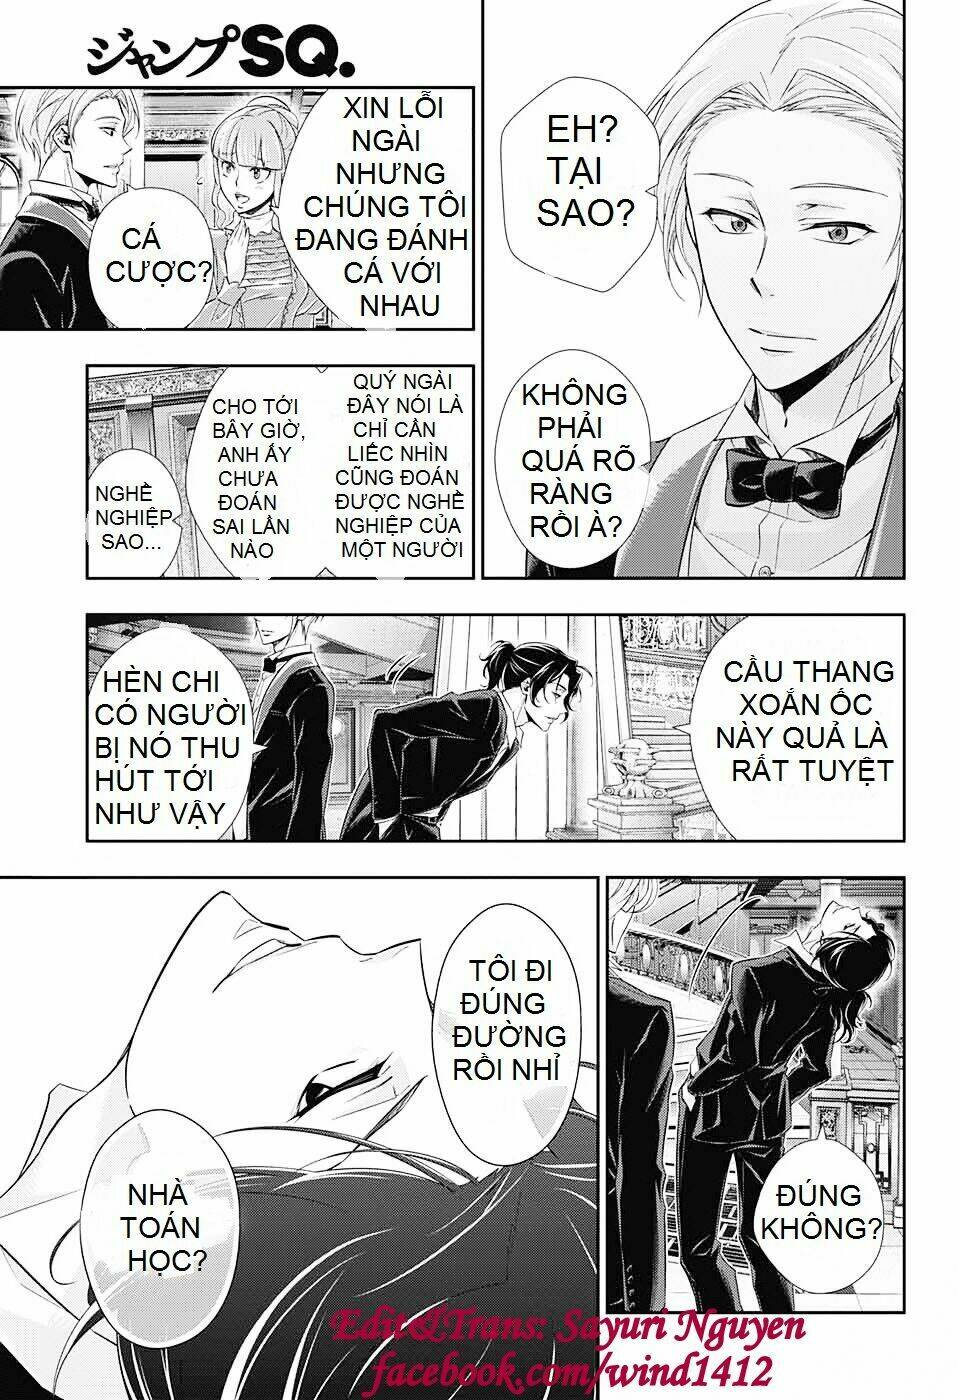 ジャンプSQ.
EH?
TẠI
SAO?
KHÔNG
PHẢI
QUÁ RÕ
RÀNG
RỒI À?
XIN LỖI
NGÀI
NHƯNG
CHÚNG TÔI
ĐANG ĐÁNH
CÁ VỚI
NHAU
CÁ
CƯỢC?
QUÝ NGÀI
ĐÂY NÓI LÀ
CHỈ CẦN
LIẾC NHÌN
CŨNG ĐOÁN
ĐƯỢC NGHỀ
NGHIỆP CỦA
MỘT NGƯỜI
CHO TỚI
BÂY GIỜ,
ANH ẤY
CHƯA
ĐOÁN
SAI LẦN
NÀO
NGHỀ
NGHIỆP
SAO...
CẦU THANG
XOẮN ỐC
NÀY QUẢ LÀ
RẤT TUYỆT
HÈN CHI
CÓ NGƯỜI
BỊ NÓ THU
HÚT TỚI
NHƯ VẬY
ĐÚNG
KHÔNG?
TÔI ĐI
ĐÚNG
ĐƯỜNG
RỒI NHỈ
NHÀ
TOÁN
HỌC?
Edit&Trans: Sayuri Nguyen
facebook.com/wind1412